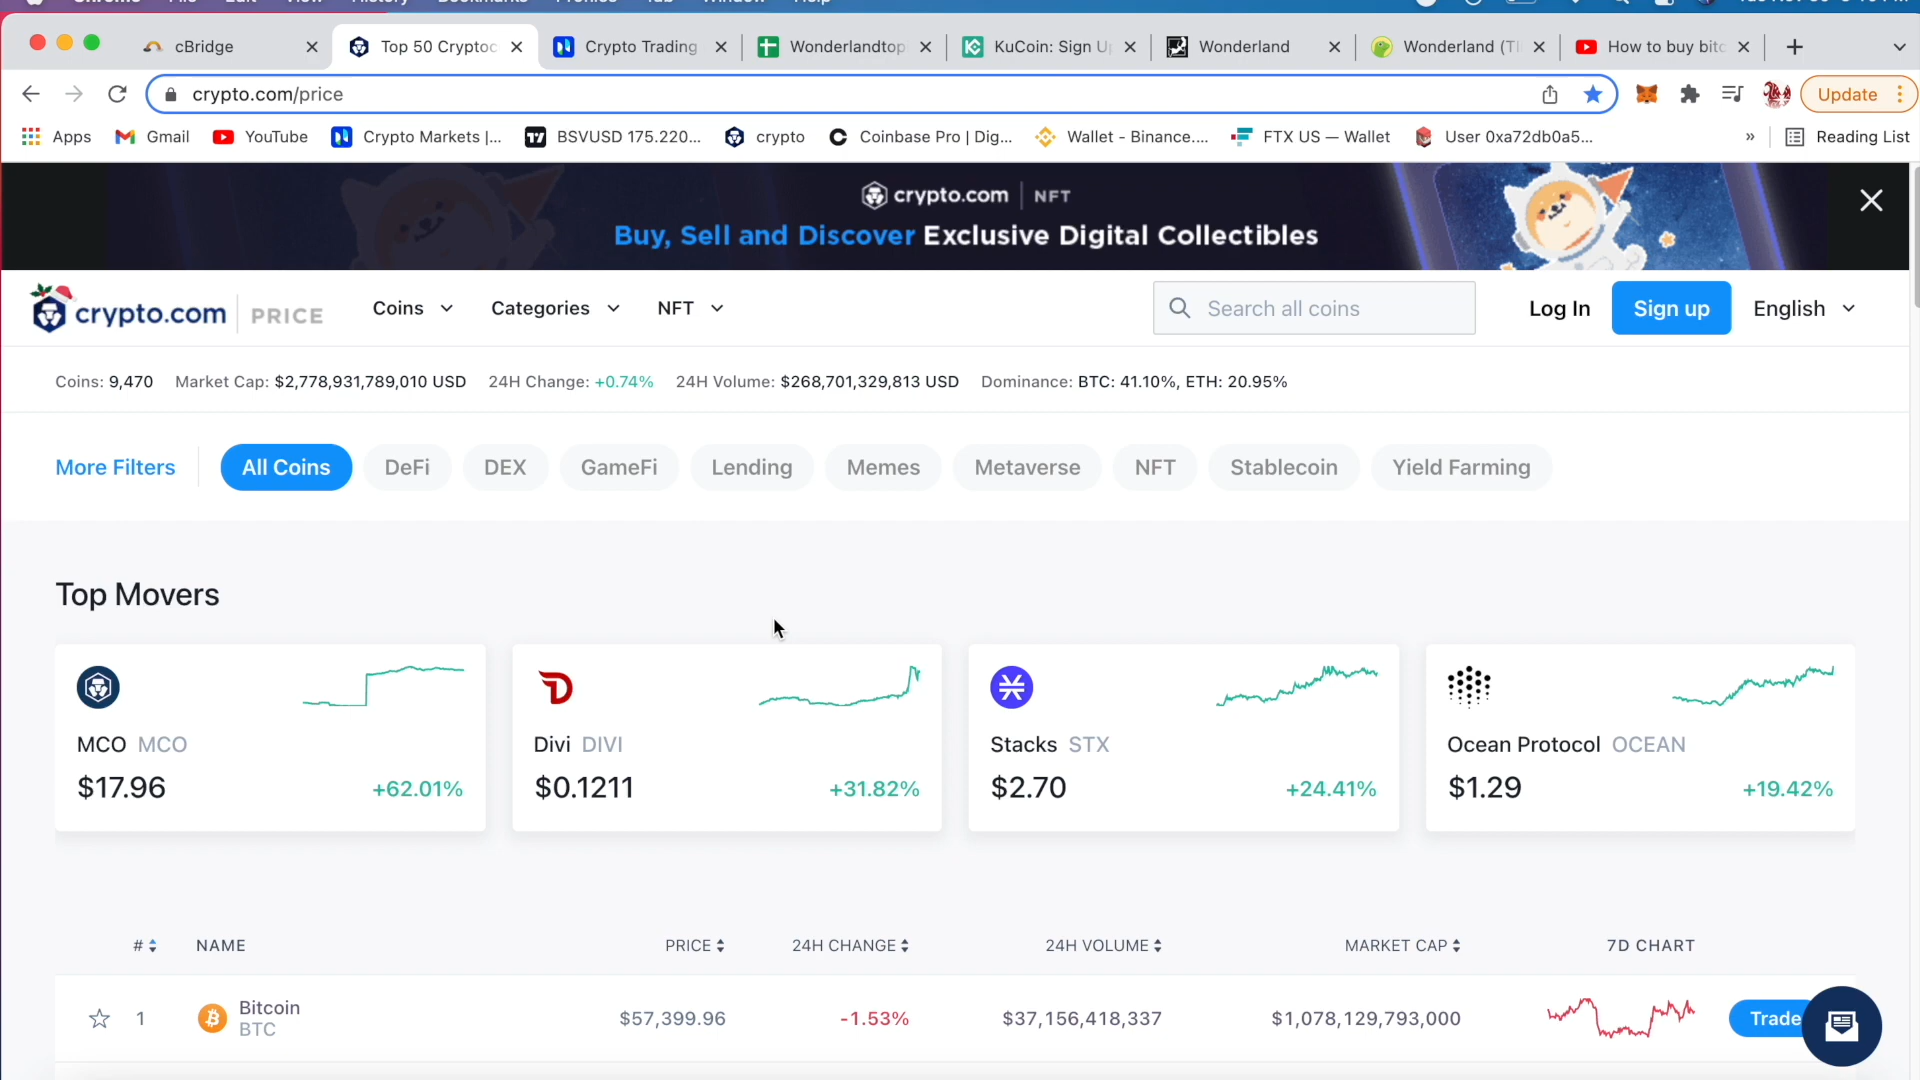 cBridge
Top 50 Cryptoc
Crypto Trading
Wonderlandtop
KuCoin: Sign U
Wonderland
Wonderland (TI
How to buy bitc
crypto.com/price
Update
Apps
Gmail
YouTube
Crypto Markets |...
BSVUSD 175.220...
crypto
Coinbase Pro | Dig...
Wallet - Binance....
FTX US — Wallet
User 0xa72db0a5...
»
Reading List
crypto.com | NFT
Buy, Sell and Discover Exclusive Digital Collectibles
crypto.com | PRICE
Coins
Categories
NFT
Search all coins
Log In
Sign up
English
Coins: 9,470 Market Cap: $2,778,931,789,010 USD 24H Change: +0.74% 24H Volume: $268,701,329,813 USD Dominance: BTC: 41.10%, ETH: 20.95%
More Filters
All Coins
DeFi
DEX
GameFi
Lending
Memes
Metaverse
NFT
Stablecoin
Yield Farming
Top Movers
MCO MCO
$17.96 +62.01%
Divi DIVI
$0.1211 +31.82%
Stacks STX
$2.70 +24.41%
Ocean Protocol OCEAN
$1.29 +19.42%
# NAME PRICE 24H CHANGE 24H VOLUME MARKET CAP 7D CHART
1 Bitcoin $57,399.96 -1.53% $37,156,418,337 $1,078,129,793,000 Trade
BTC